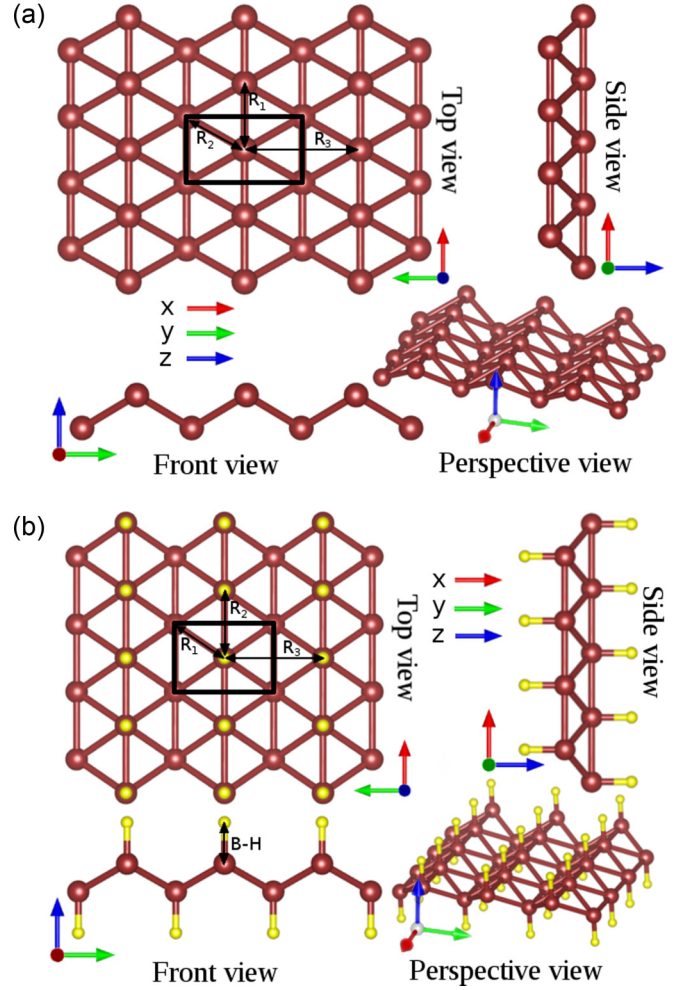 (a)
R1
R2
R3
Top view
Side view
x
y
z
Front view
Perspective view
(b)
R2
R1
R3
Top view
x
y
z
Side view
B-H
Front view
Perspective view